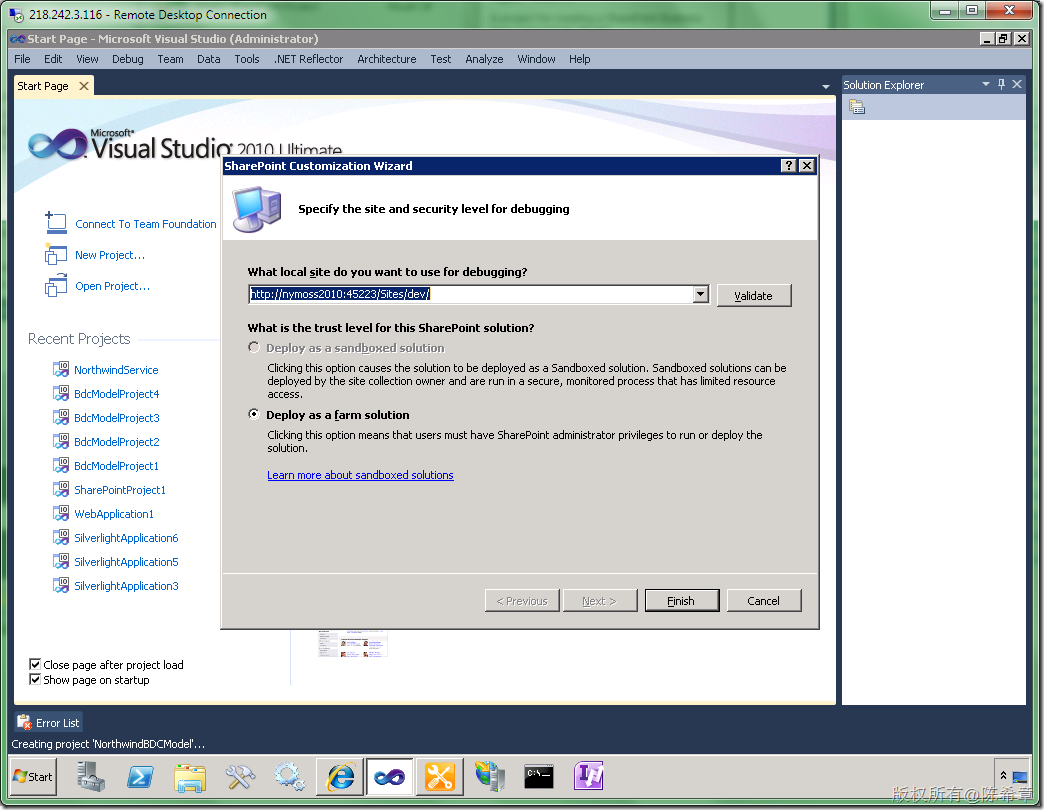 218.242.3.116 - Remote Desktop Connection
Start Page - Microsoft Visual Studio (Administrator)
File Edit View Debug Team Data Tools .NET Reflector Architecture Test Analyze Window Help
Start Page
Solution Explorer
Microsoft®
Visual Studio 2010 Ultimate
SharePoint Customization Wizard
Specify the site and security level for debugging
Connect To Team Foundation
New Project...
Open Project...
What local site do you want to use for debugging?
http://nymoss2010:45223/Sites/dev/
Validate
What is the trust level for this SharePoint solution?
Deploy as a sandboxed solution
Clicking this option causes the solution to be deployed as a Sandboxed solution. Sandboxed solutions can be
deployed by the site collection owner and are run in a secure, monitored process that has limited resource
access.
Deploy as a farm solution
Clicking this option means that users must have SharePoint administrator privileges to run or deploy the
solution.
Learn more about sandboxed solutions
Recent Projects
NorthwindService
BdcModelProject4
BdcModelProject3
BdcModelProject2
BdcModelProject1
SharePointProject1
WebApplication1
SilverlightApplication6
SilverlightApplication5
SilverlightApplication3
< Previous
Next >
Finish
Cancel
Close page after project load
Show page on startup
Error List
Creating project 'NorthwindBDCModel'...
Start
版权所有@陈希章